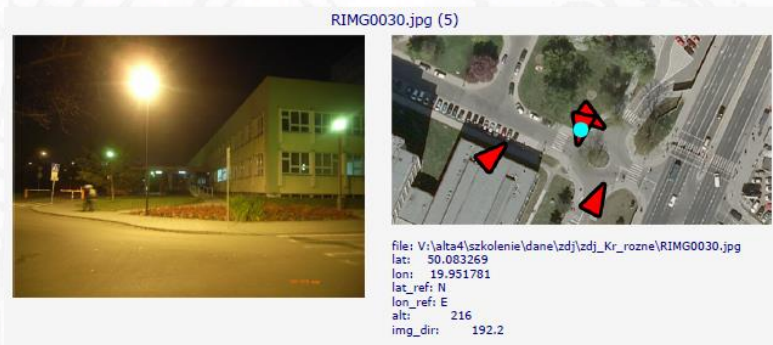 RIMG0030.jpg (5)
file: V:\alta4\szkolenie\dane\zdj\zdj_Kr_rozne\RIMG0030.jpg
lat: 50.083269
lon: 19.951781
lat_ref: N
lon_ref: E
alt: 216
img_dir: 192.2